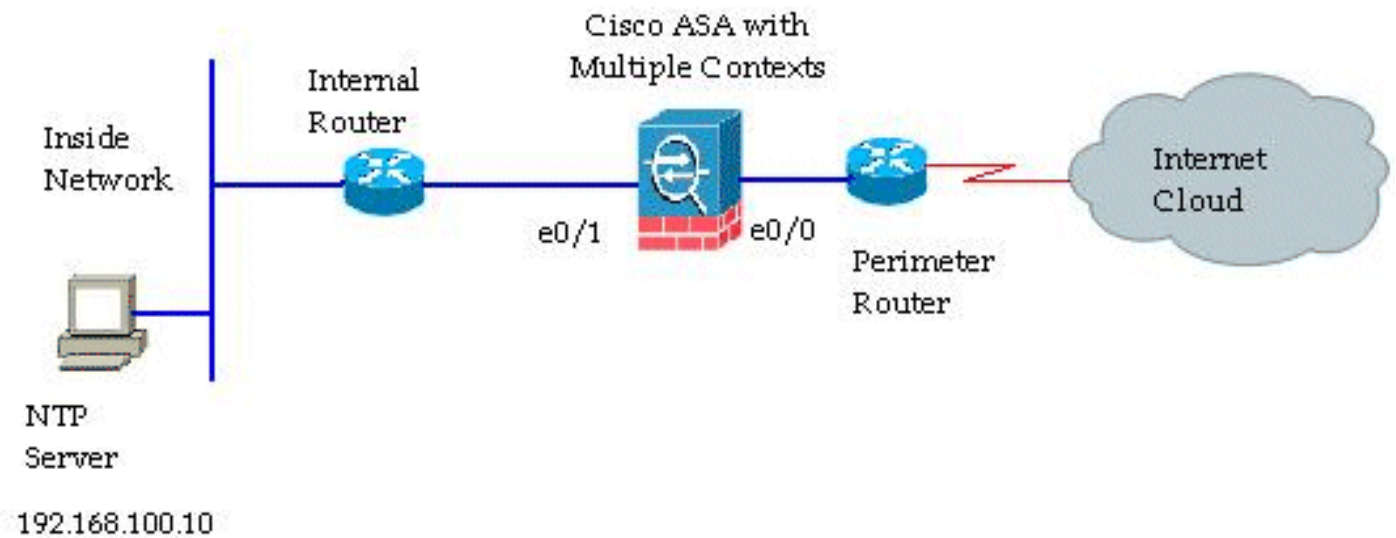 Cisco ASA with
Multiple Contexts
Internal
Router
Inside
Network
Internet
Cloud
e0/1
e0/0
Perimeter
Router
NTP
Server
192.168.100.10